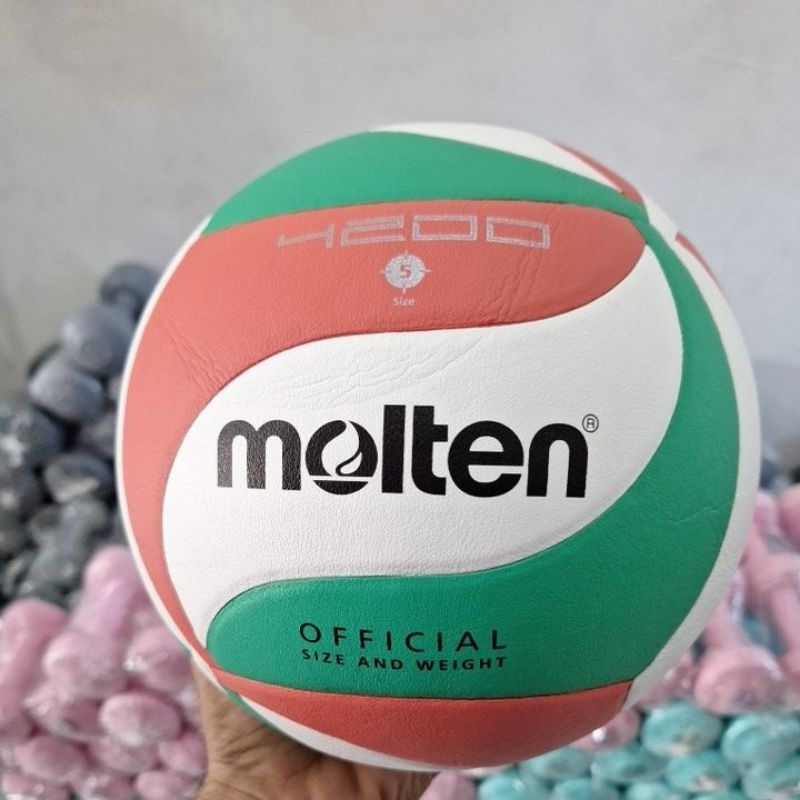 4200
5
Size
molten®
OFFICIAL
SIZE AND WEIGHT